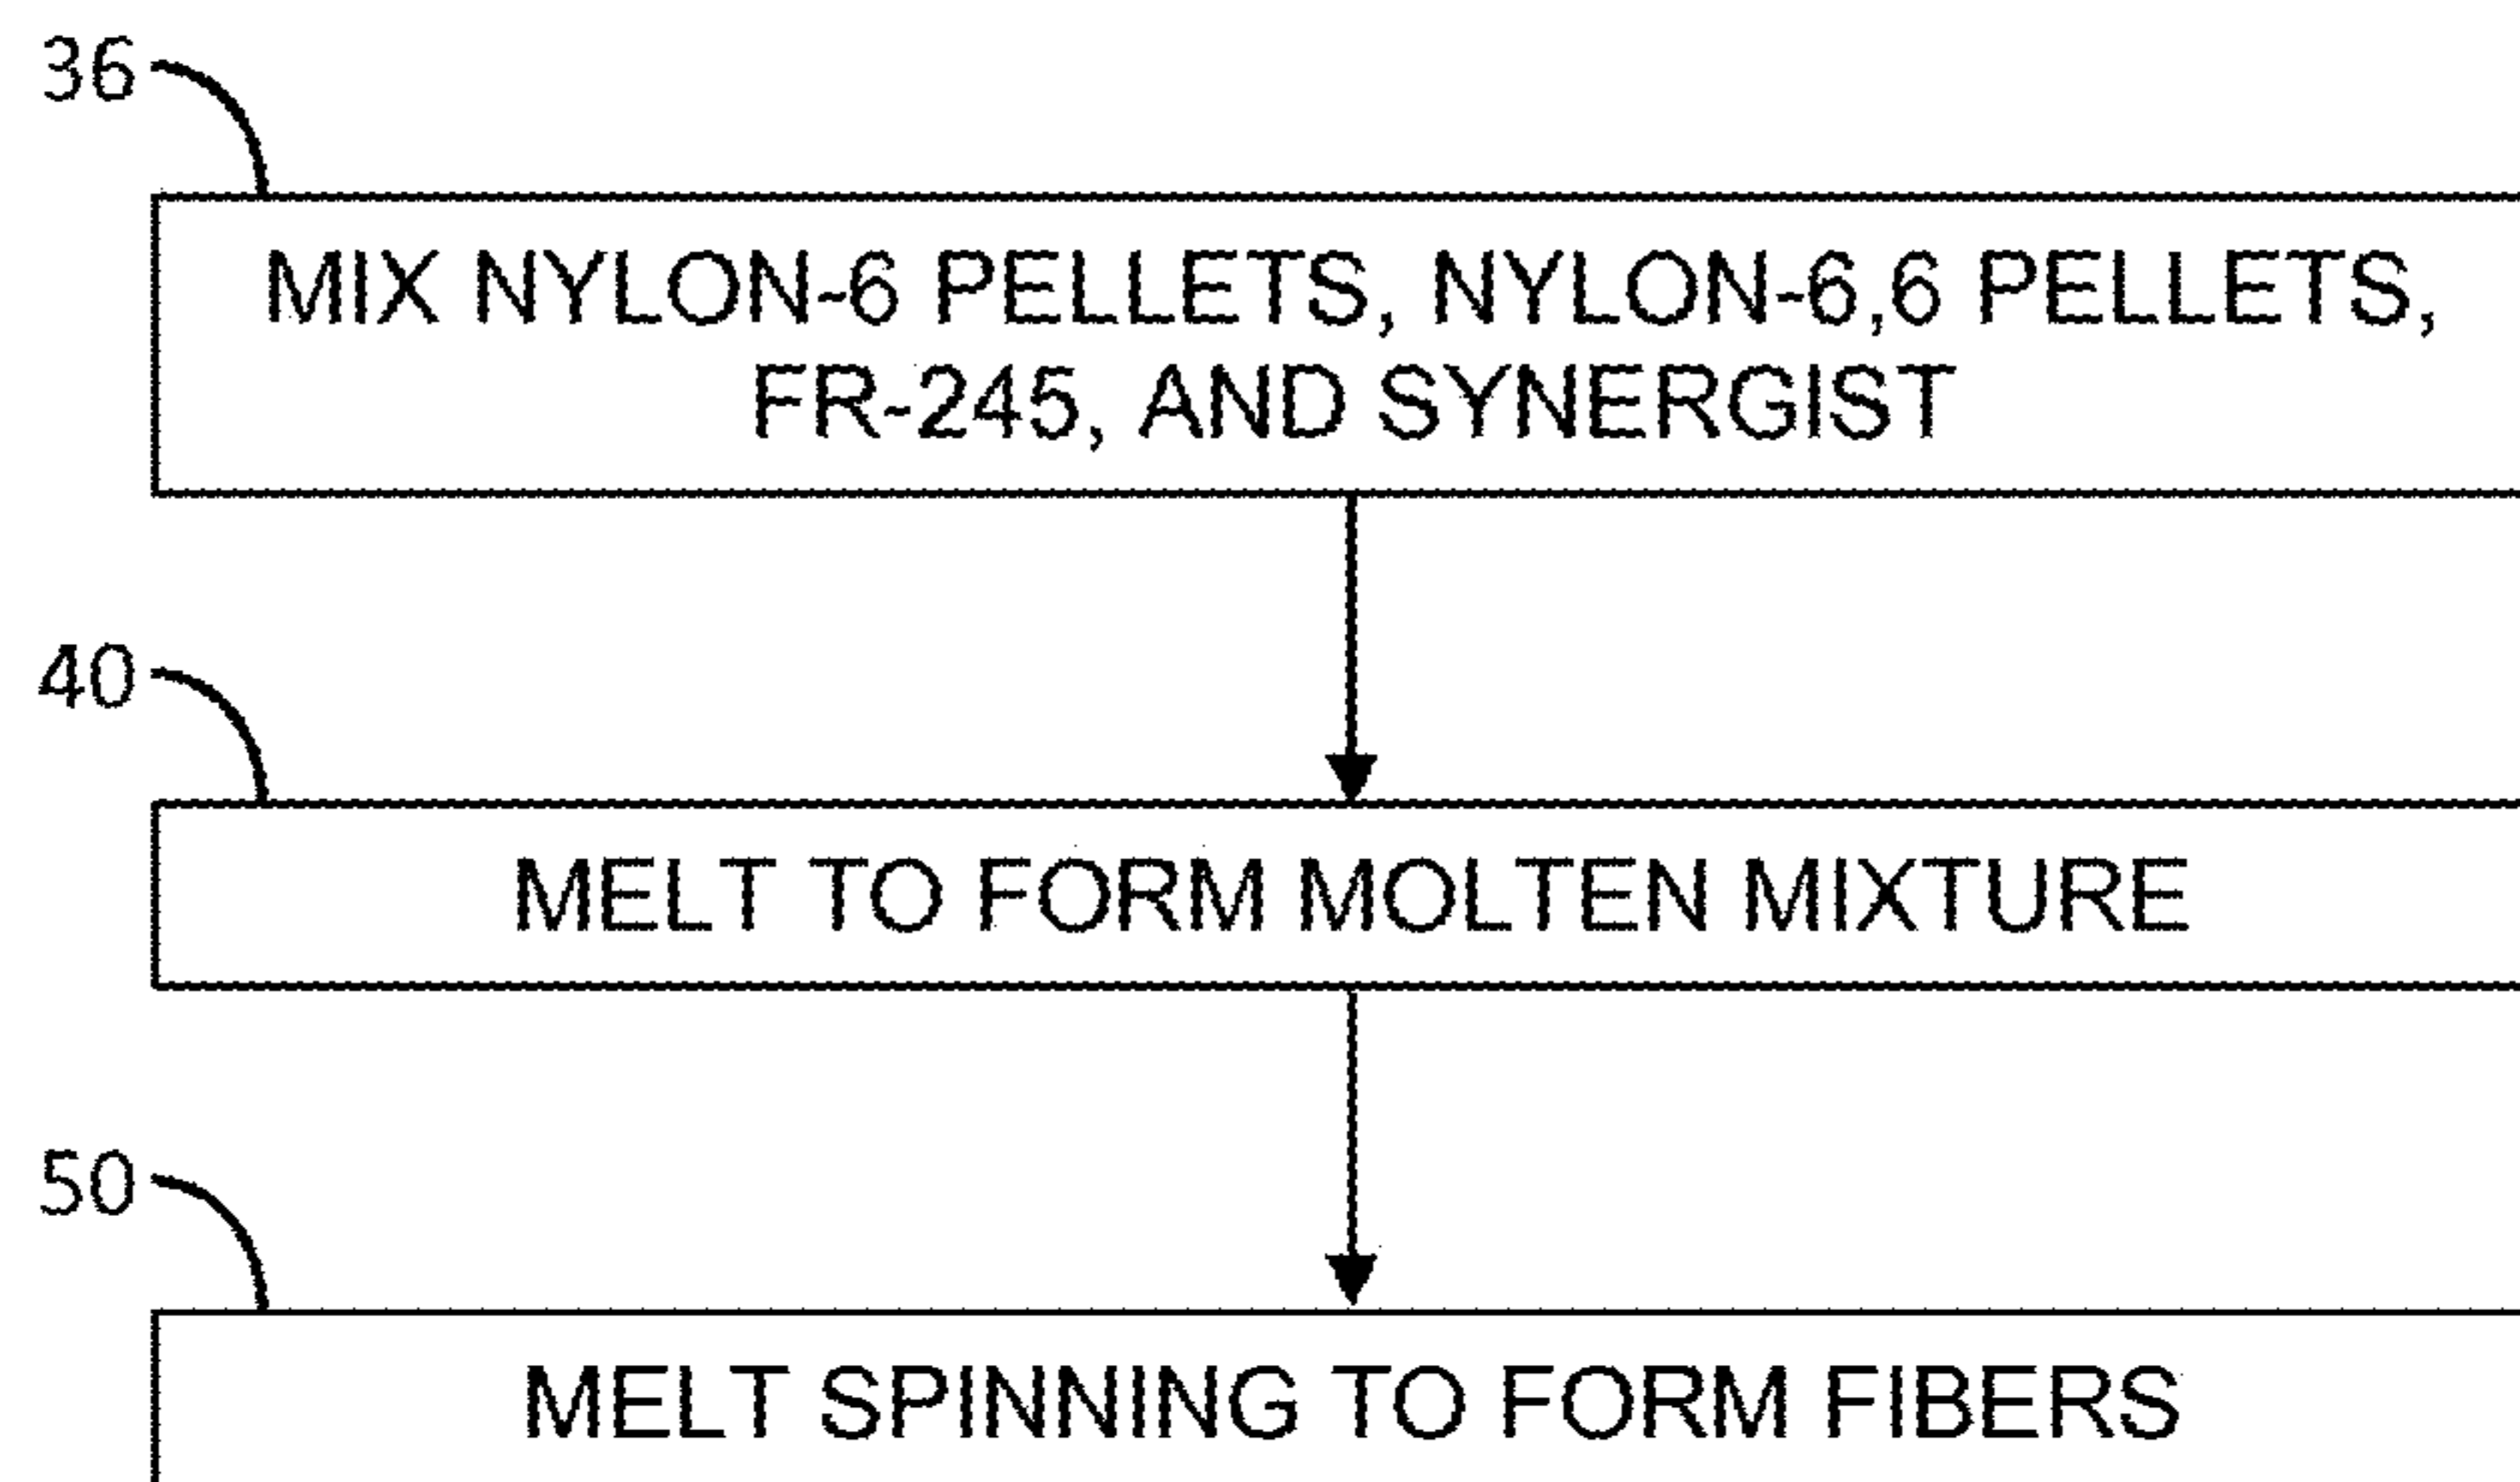 36
MIX NYLON-6 PELLETS, NYLON-6,6 PELLETS,
FR-245, AND SYNERGIST
40
MELT TO FORM MOLTEN MIXTURE
50
MELT SPINNING TO FORM FIBERS